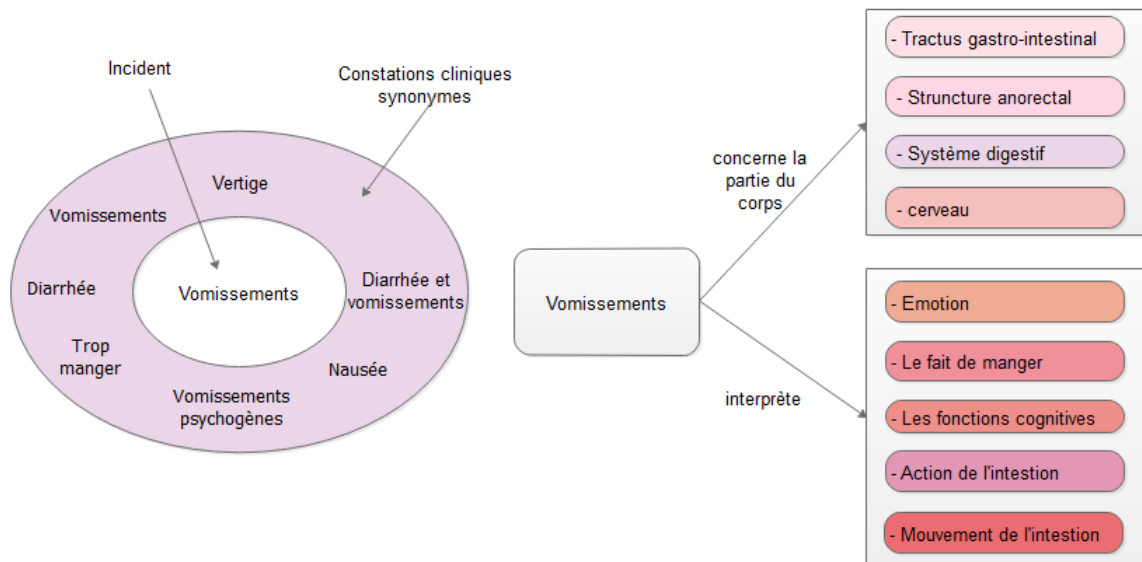 Incident
Constations cliniques
synonymes
Vertige
Vomissements
Diarrhée
Vomissements
Diarrhée et
vomissements
Trop
manger
Nausée
Vomissements
psychogènes
Vomissements
concerne la
partie du
corps
interprète
- Tractus gastro-intestinal
- Struncture anorectal
- Système digestif
- cerveau
- Emotion
- Le fait de manger
- Les fonctions cognitives
- Action de l'intestion
- Mouvement de l'intestion